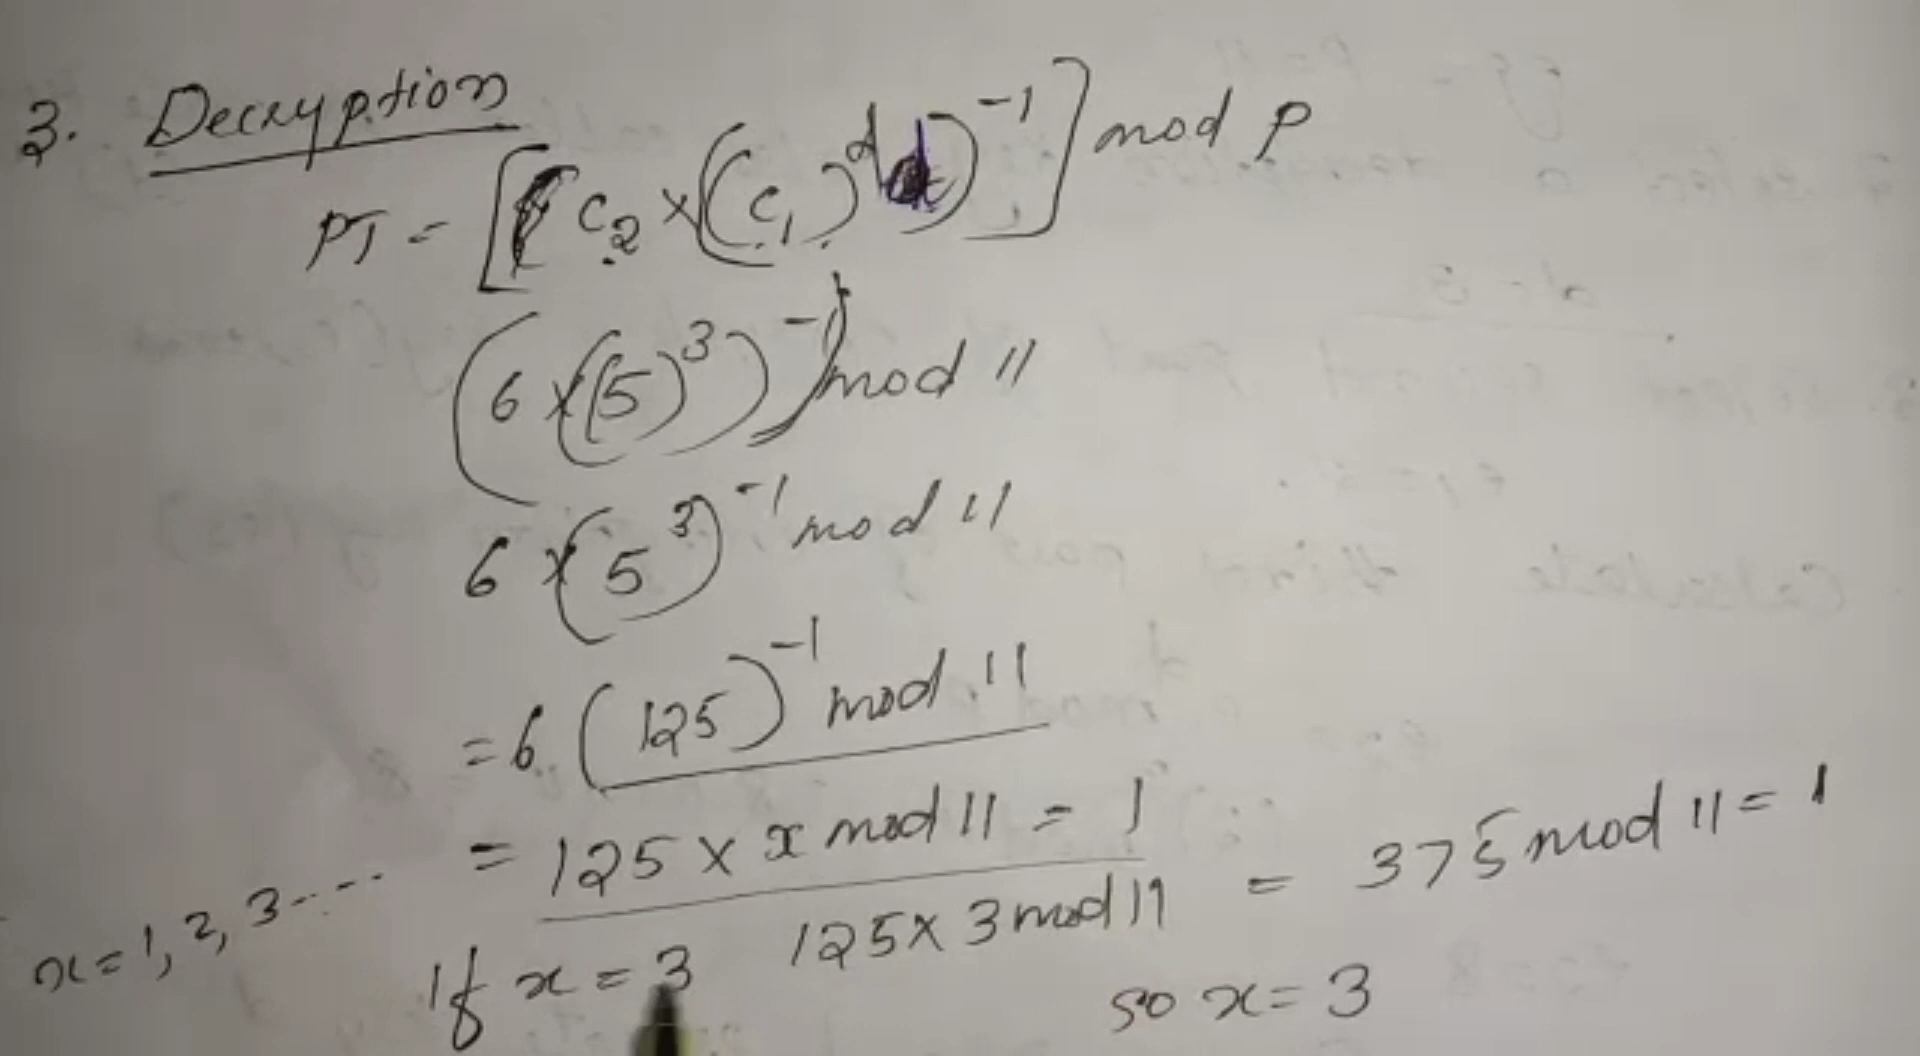 3. Decryption
PT = [C₂ × ((C₁)^d)^-1] mod P
(6 × ((5)^3)^-1) mod 11
6 × (5^3)^-1 mod 11
= 6 (125)^-1 mod 11
= 125 × x mod 11 = 1
x = 1, 2, 3 ....
If x = 3 125 × 3 mod 11 = 375 mod 11 = 1
so x = 3